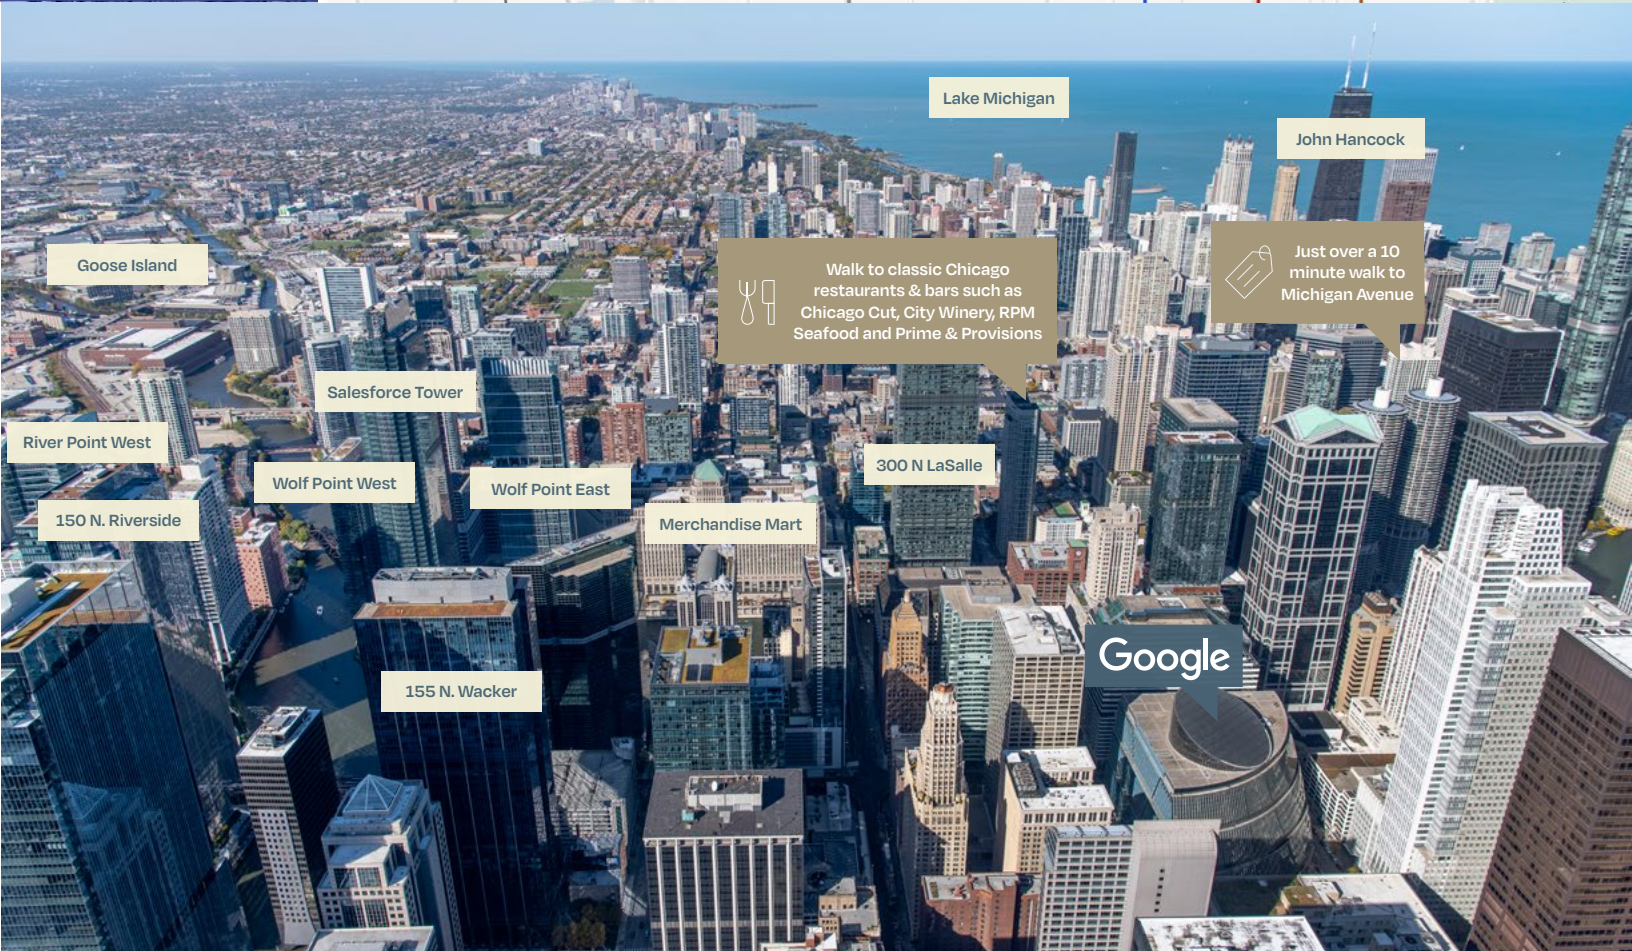 Lake Michigan
John Hancock
Goose Island
Walk to classic Chicago
restaurants & bars such as
Chicago Cut, City Winery, RPM
Seafood and Prime & Provisions
Just over a 10
minute walk to
Michigan Avenue
Salesforce Tower
River Point West
300 N LaSalle
Wolf Point West
Wolf Point East
150 N. Riverside
Merchandise Mart
Google
155 N. Wacker